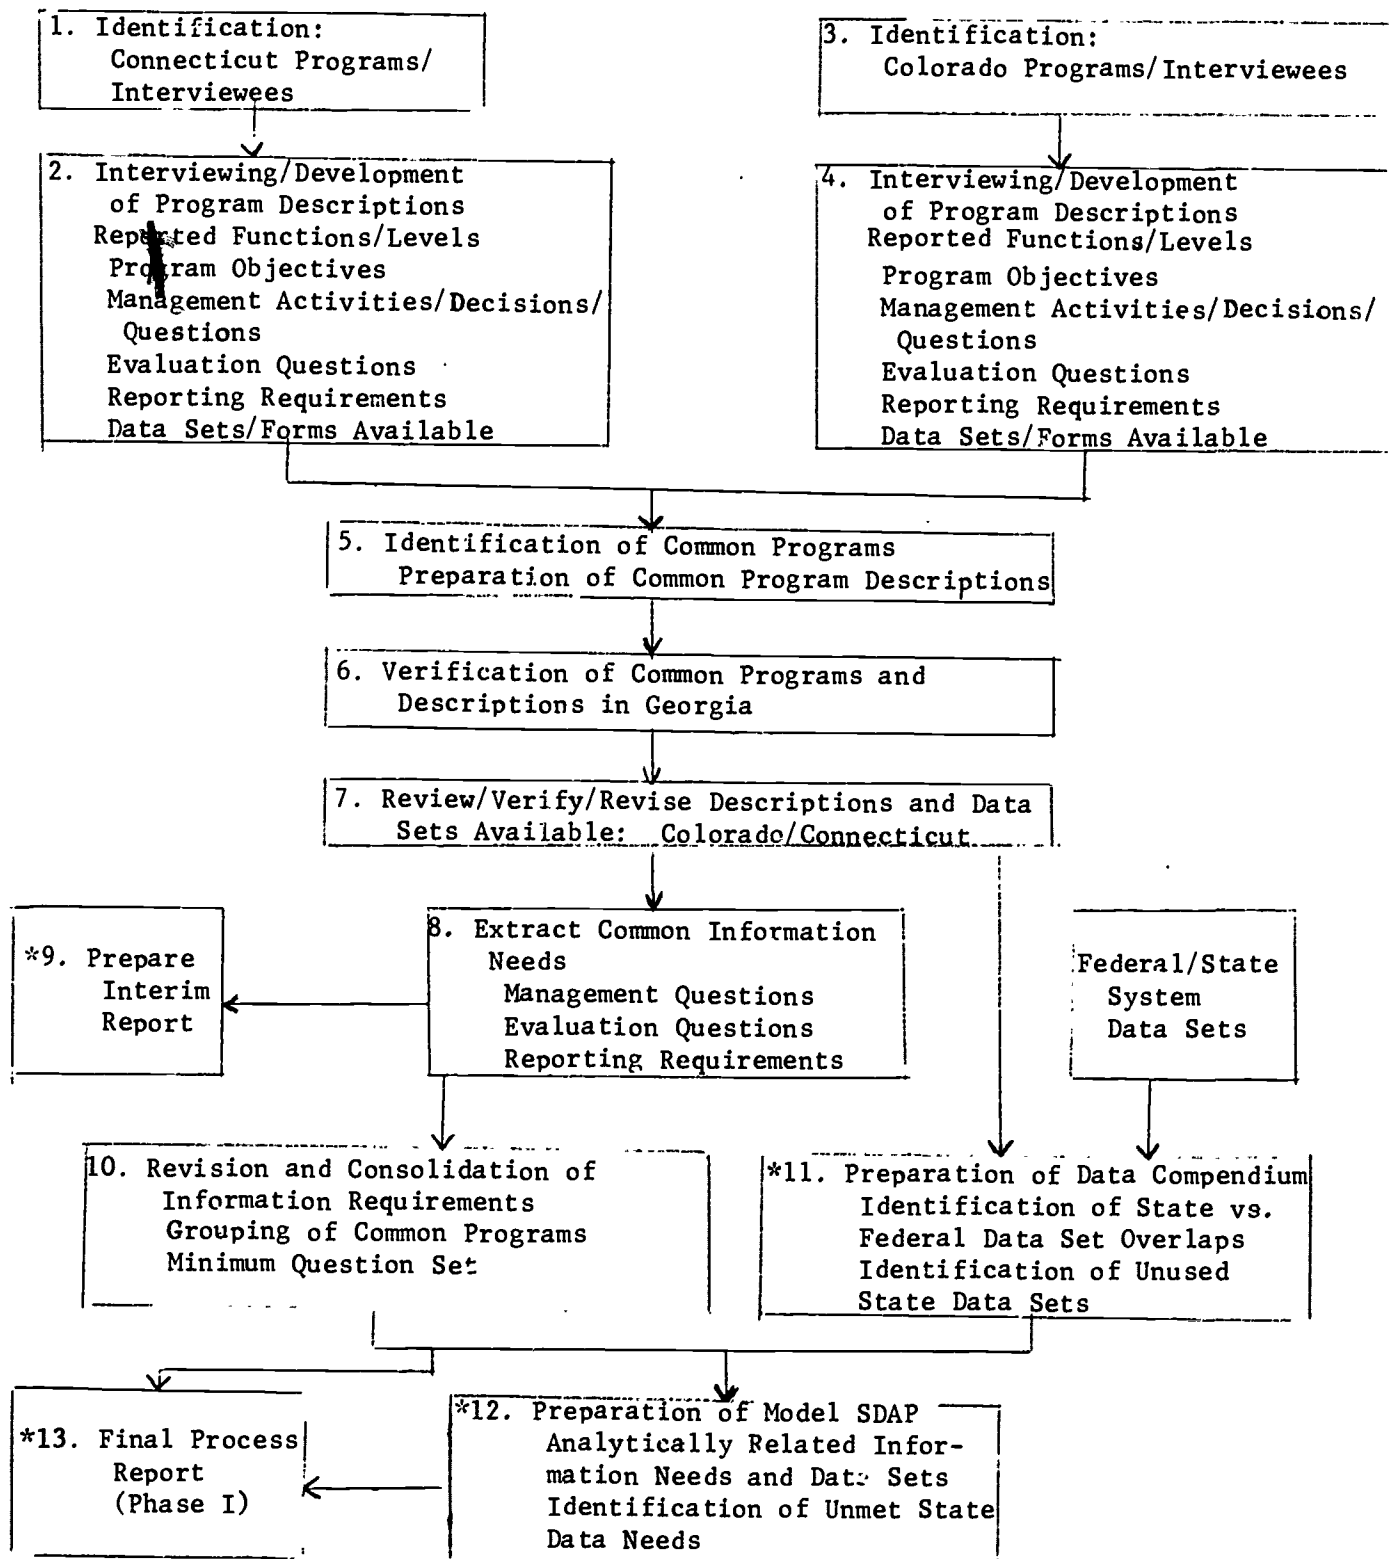 1. Identification:
Connecticut Programs/
Interviewees
3. Identification:
Colorado Programs/Interviewees
2. Interviewing/Development
of Program Descriptions
Reported Functions/Levels
Program Objectives
Management Activities/Decisions/
Questions
Evaluation Questions
Reporting Requirements
Data Sets/Forms Available
4. Interviewing/Development
of Program Descriptions
Reported Functions/Levels
Program Objectives
Management Activities/Decisions/
Questions
Evaluation Questions
Reporting Requirements
Data Sets/Forms Available
5. Identification of Common Programs
Preparation of Common Program Descriptions
6. Verification of Common Programs and
Descriptions in Georgia
7. Review/Verify/Revise Descriptions and Data
Sets Available: Colorado/Connecticut
*9. Prepare
Interim
Report
8. Extract Common Information
Needs
Management Questions
Evaluation Questions
Reporting Requirements
Federal/State
System
Data Sets
10. Revision and Consolidation of
Information Requirements
Grouping of Common Programs
Minimum Question Set
*11. Preparation of Data Compendium
Identification of State vs.
Federal Data Set Overlaps
Identification of Unused
State Data Sets
*13. Final Process
Report
(Phase I)
*12. Preparation of Model SDAP
Analytically Related Infor-
mation Needs and Data Sets
Identification of Unmet State
Data Needs